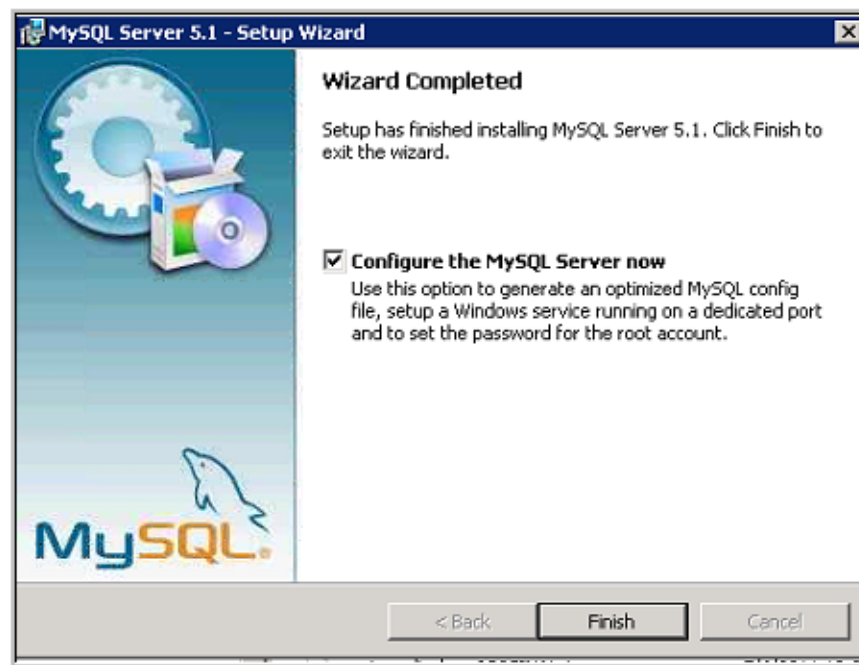 MySQL Server 5.1 - Setup Wizard
Wizard Completed
Setup has finished installing MySQL Server 5.1. Click Finish to
exit the wizard.
Configure the MySQL Server now
Use this option to generate an optimized MySQL config
file, setup a Windows service running on a dedicated port
and to set the password for the root account.
MySQL®
< Back
Finish
Cancel